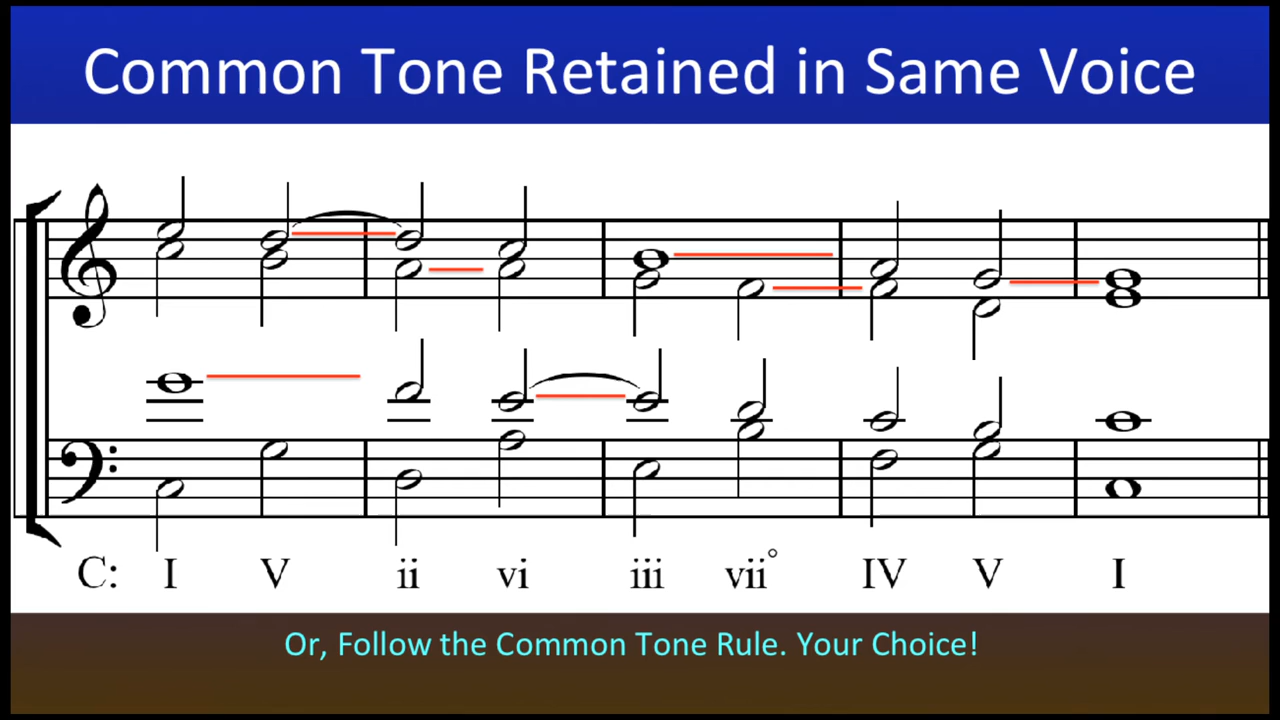 Common Tone Retained in Same Voice
C: I V ii vi iii vii° IV V I
Or, Follow the Common Tone Rule. Your Choice!